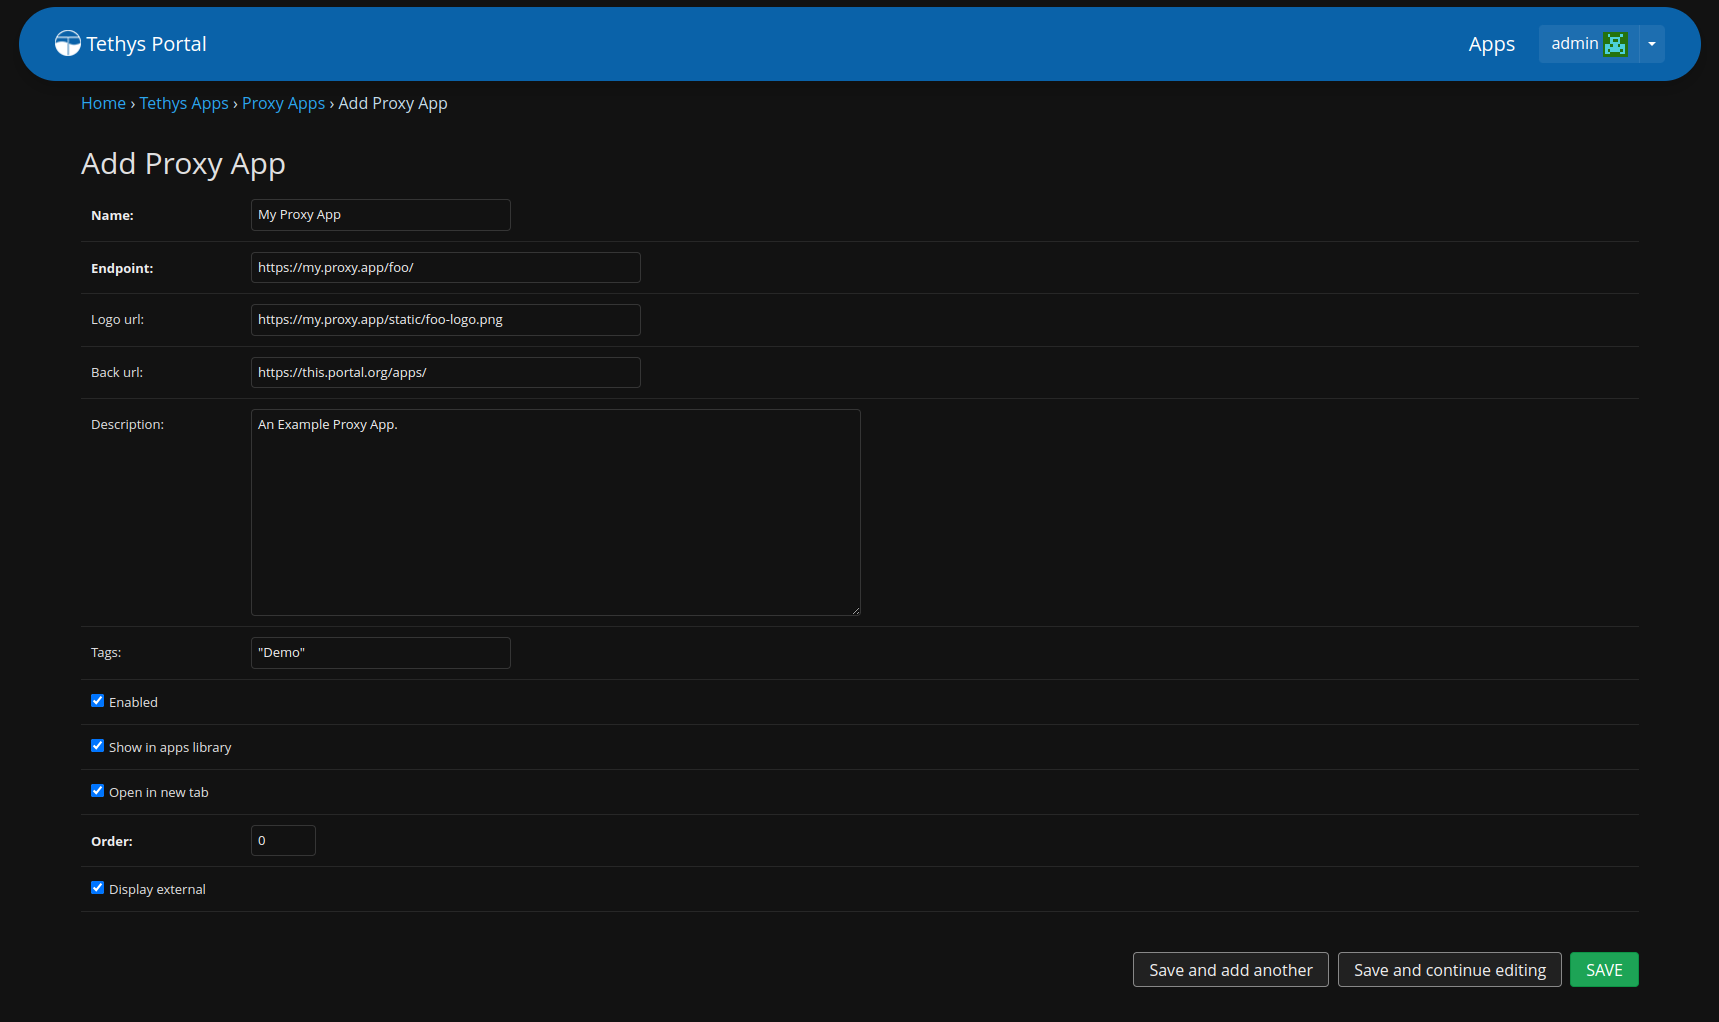 Tethys Portal
Apps
admin
Home › Tethys Apps › Proxy Apps › Add Proxy App
Add Proxy App
Name: My Proxy App
Endpoint: https://my.proxy.app/foo/
Logo url: https://my.proxy.app/static/foo-logo.png
Back url: https://this.portal.org/apps/
Description: An Example Proxy App.
Tags: "Demo"
Enabled
Show in apps library
Open in new tab
Order: 0
Display external
Save and add another
Save and continue editing
SAVE